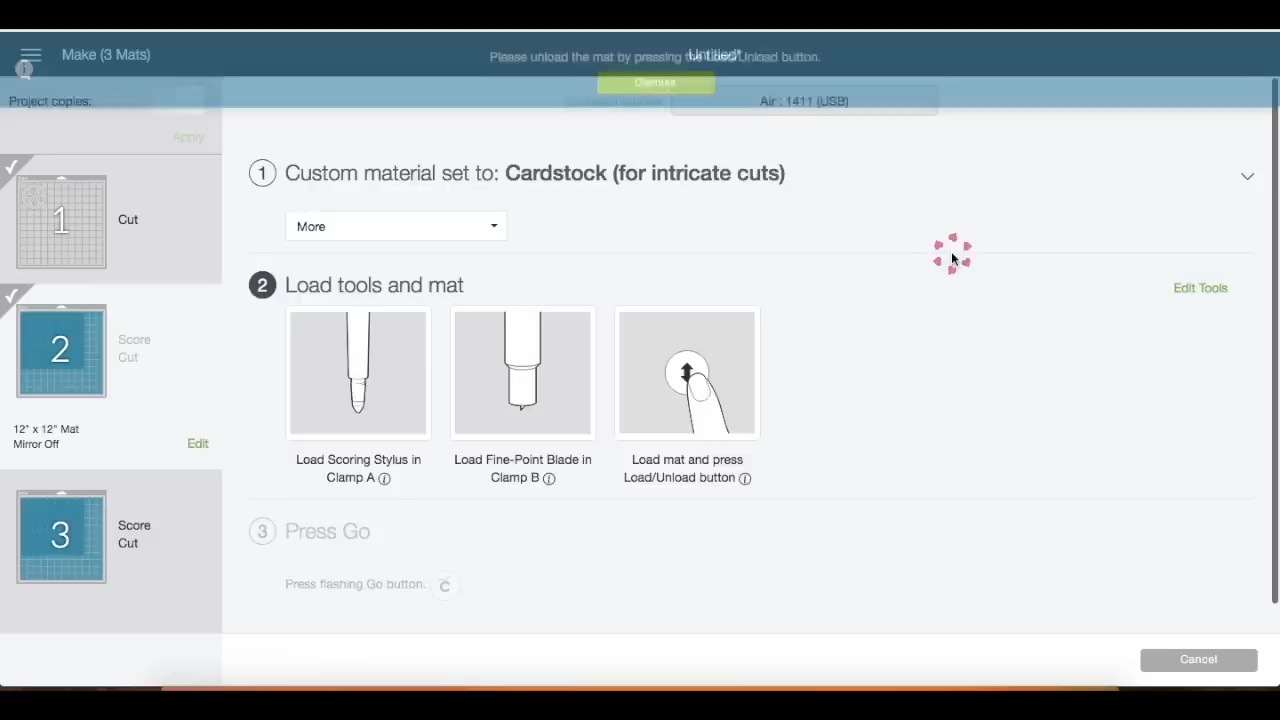 Make (3 Mats)
Please unload the mat by pressing the Load/Unload button.
Untitled*
Dismiss
Project copies:
Air : 1411 (USB)
Apply
Custom material set to: Cardstock (for intricate cuts)
1
More
1
Cut
2
Load tools and mat
Edit Tools
2
Score
Cut
12" x 12" Mat
Mirror Off
Edit
Load Scoring Stylus in
Clamp A
Load Fine-Point Blade in
Clamp B
Load mat and press
Load/Unload button
3
Score
Cut
3
Press Go
Press flashing Go button.
Cancel